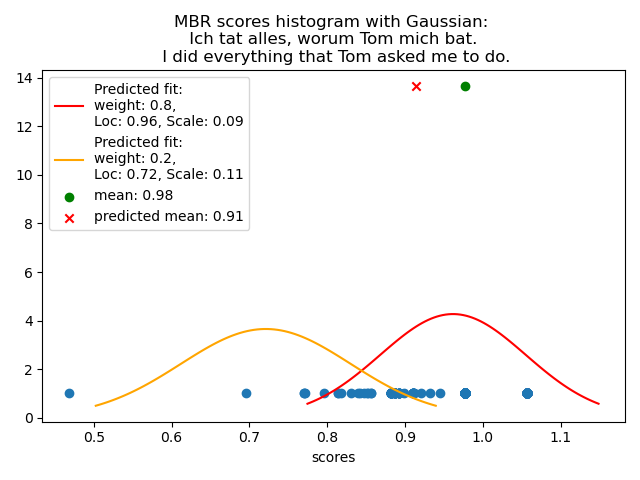 MBR scores histogram with Gaussian:
Ich tat alles, worum Tom mich bat.
I did everything that Tom asked me to do.
14
12
10
8
6
4
2
0
Predicted fit:
weight: 0.8,
Loc: 0.96, Scale: 0.09
Predicted fit:
weight: 0.2,
Loc: 0.72, Scale: 0.11
mean: 0.98
predicted mean: 0.91
0.5 0.6 0.7 0.8 0.9 1.0 1.1
scores